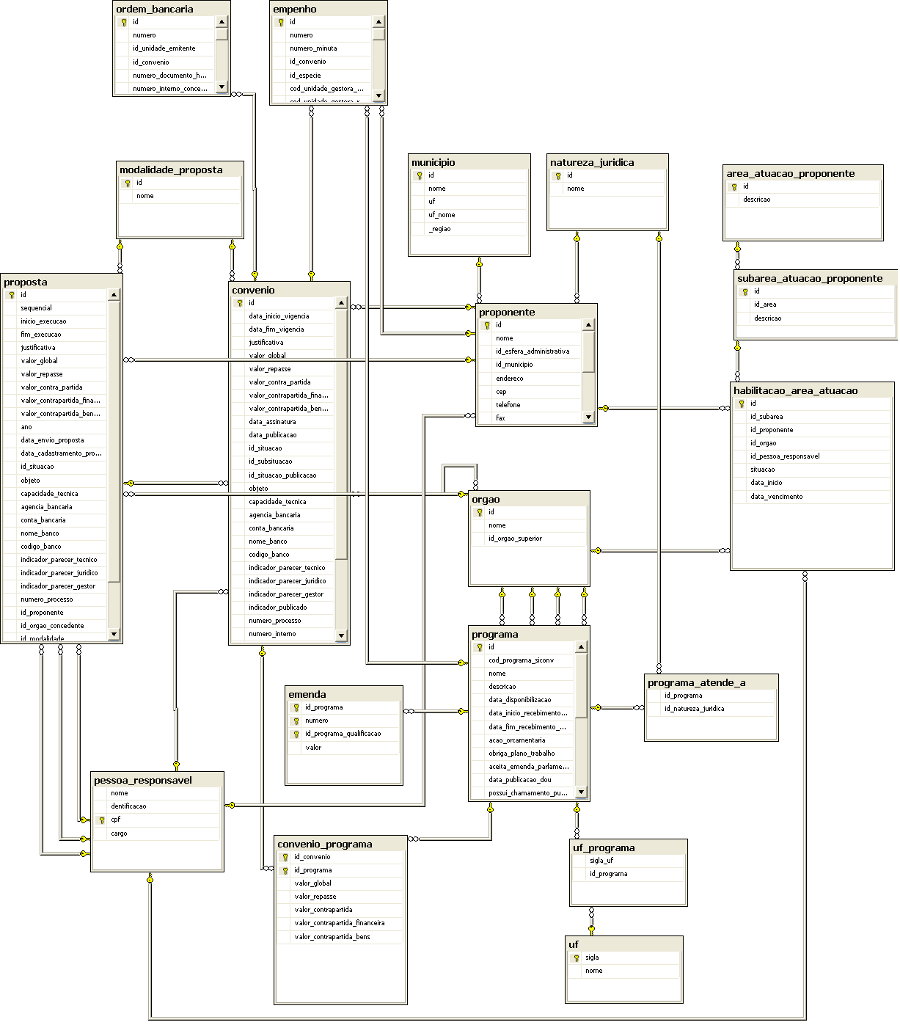 ordem_bancaria
id
numero
id_unidade_emitente
id_convenio
numero_documento_h...
numero_interno_conce...
empenho
id
numero
numero_minuta
id_convenio
id_especie
cod_unidade_gestora_...
modalidade_proposta
id
nome
municipio
id
nome
uf
uf_nome
_regiao
natureza_juridica
id
nome
area_atuacao_proponente
id
descricao
subarea_atuacao_proponente
id
id_area
descricao
proposta
id
sequencial
inicio_execucao
fim_execucao
justificativa
valor_global
valor_repasse
valor_contra_partida
valor_contrapartida_fina...
valor_contrapartida_ben...
ano
data_envio_proposta
data_cadastramento_pro...
id_situacao
objeto
capacidade_tecnica
agencia_bancaria
conta_bancaria
nome_banco
codigo_banco
indicador_parecer_tecnico
indicador_parecer_juridico
indicador_parecer_gestor
numero_processo
id_proponente
id_orgao_concedente
id_modalidade
convenio
id
data_inicio_vigencia
data_fim_vigencia
justificativa
valor_global
valor_repasse
valor_contra_partida
valor_contrapartida_fina...
valor_contrapartida_ben...
data_assinatura
data_publicacao
id_situacao
id_subsituacao
id_situacao_publicacao
objeto
capacidade_tecnica
agencia_bancaria
conta_bancaria
nome_banco
codigo_banco
indicador_parecer_tecnico
indicador_parecer_juridico
indicador_parecer_gestor
indicador_publicado
numero_processo
numero_interno
proponente
id
nome
id_esfera_administrativa
id_municipio
endereco
cep
telefone
fax
habilitacao_area_atuacao
id
id_subarea
id_proponente
id_orgao
id_pessoa_responsavel
situacao
data_inicio
data_vencimento
orgao
id
nome
id_orgao_superior
programa
id
cod_programa_siconv
nome
descricao
data_disponibilizacao
data_inicio_recebimento...
data_fim_recebimento_...
acao_orcamentaria
obriga_plano_trabalho
aceita_emenda_parlame...
data_publicacao_dou
possui_chamamento_pu...
programa_atende_a
id_programa
id_natureza_juridica
emenda
id_programa
numero
id_programa_qualificacao
valor
pessoa_responsavel
nome
dentificacao
cpf
cargo
convenio_programa
id_convenio
id_programa
valor_global
valor_repasse
valor_contrapartida
valor_contrapartida_financeira
valor_contrapartida_bens
uf_programa
sigla_uf
id_programa
uf
sigla
nome